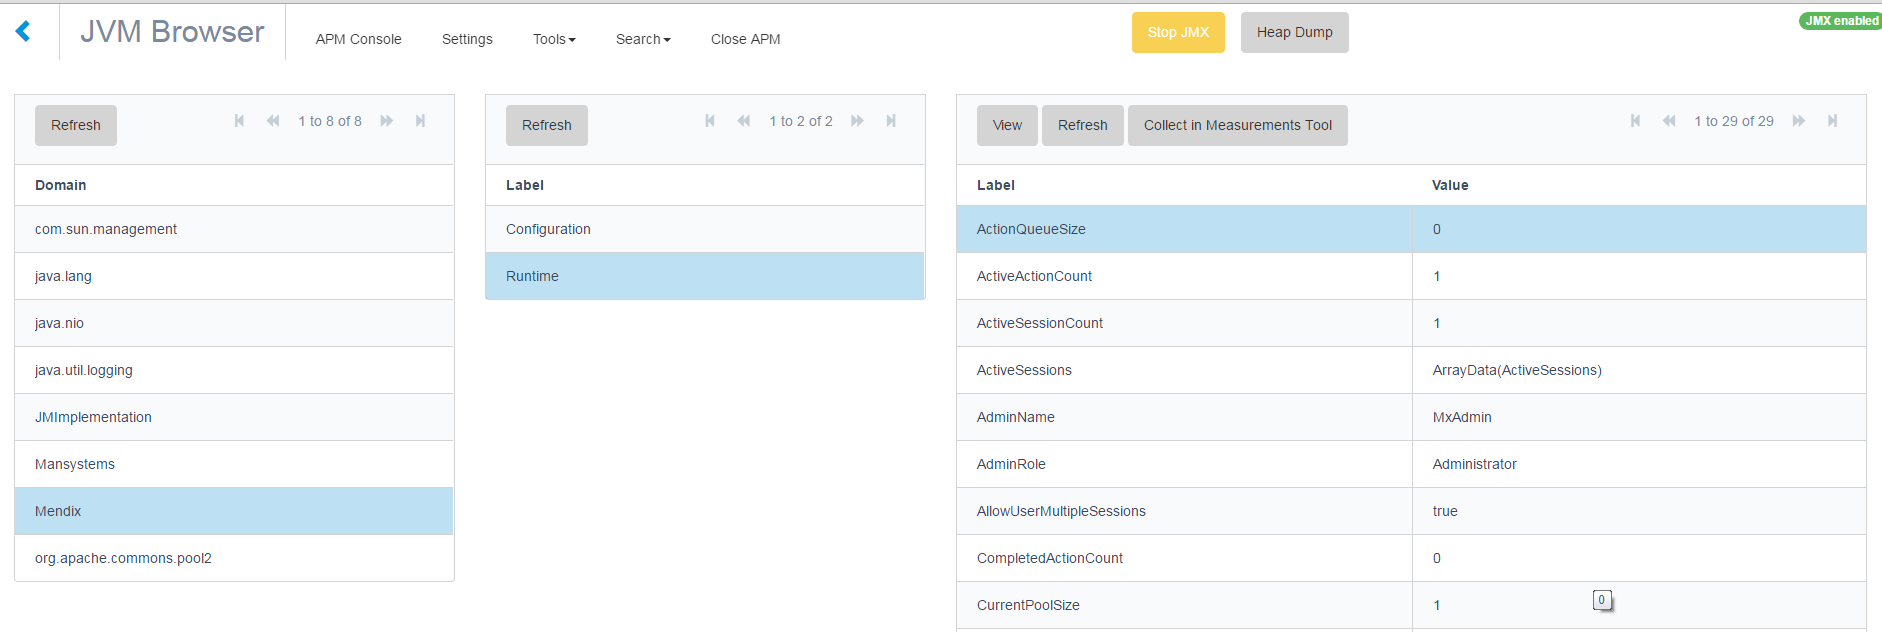 JVM Browser
APM Console Settings Tools Search Close APM
Stop JMX Heap Dump
JMX enabled
Refresh 1 to 8 of 8
Domain
com.sun.management
java.lang
java.nio
java.util.logging
JMImplementation
Mansystems
Mendix
org.apache.commons.pool2
Refresh 1 to 2 of 2
Label
Configuration
Runtime
View Refresh Collect in Measurements Tool 1 to 29 of 29
Label Value
ActionQueueSize 0
ActiveActionCount 1
ActiveSessionCount 1
ActiveSessions ArrayData(ActiveSessions)
AdminName MxAdmin
AdminRole Administrator
AllowUserMultipleSessions true
CompletedActionCount 0
CurrentPoolSize 1
0